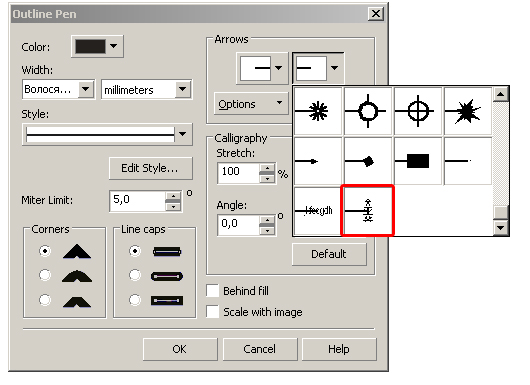 Outline Pen
Color:
Arrows
Width:
Волося...
millimeters
Options
Style:
Calligraphy
Stretch:
100 %
Edit Style...
Miter Limit: 5,0 °
Angle:
0,0 °
Corners
Line caps
Default
Behind fill
Scale with image
OK
Cancel
Help